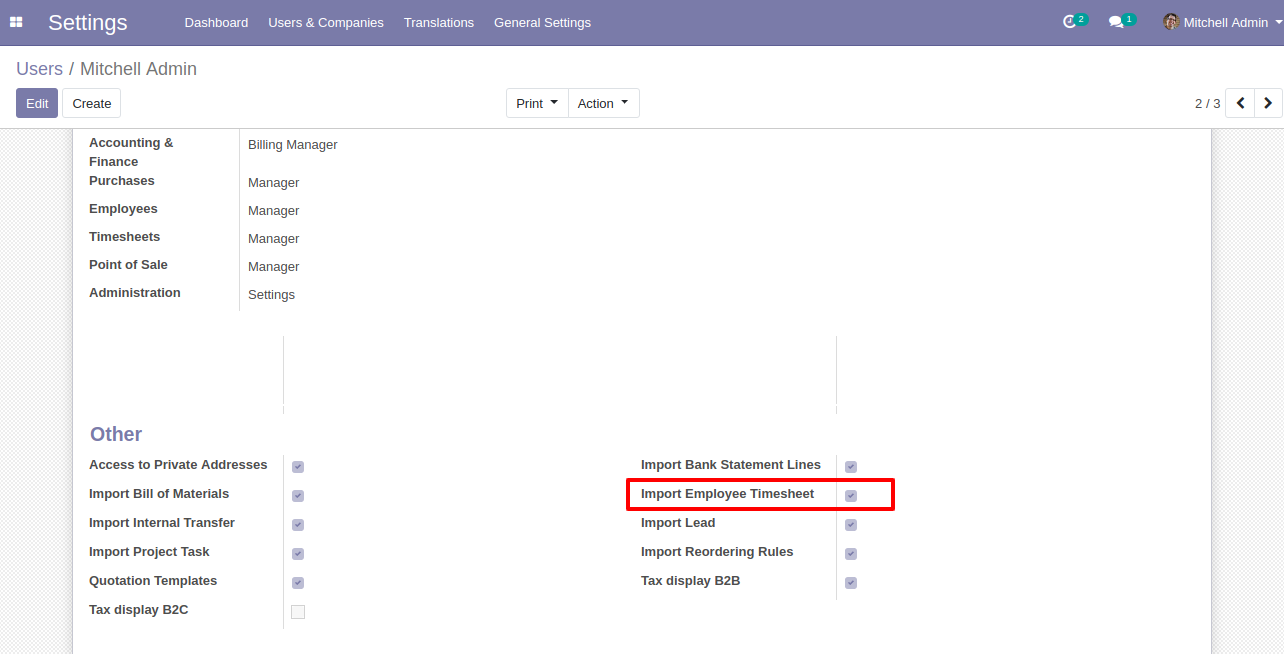 Settings Dashboard Users & Companies Translations General Settings 2 1 Mitchell Admin
Users / Mitchell Admin
Edit Create Print Action 2 / 3
Accounting &
Finance
Billing Manager
Purchases Manager
Employees Manager
Timesheets Manager
Point of Sale Manager
Administration Settings
Other
Access to Private Addresses Import Bank Statement Lines
Import Bill of Materials Import Employee Timesheet
Import Internal Transfer Import Lead
Import Project Task Import Reordering Rules
Quotation Templates Tax display B2B
Tax display B2C